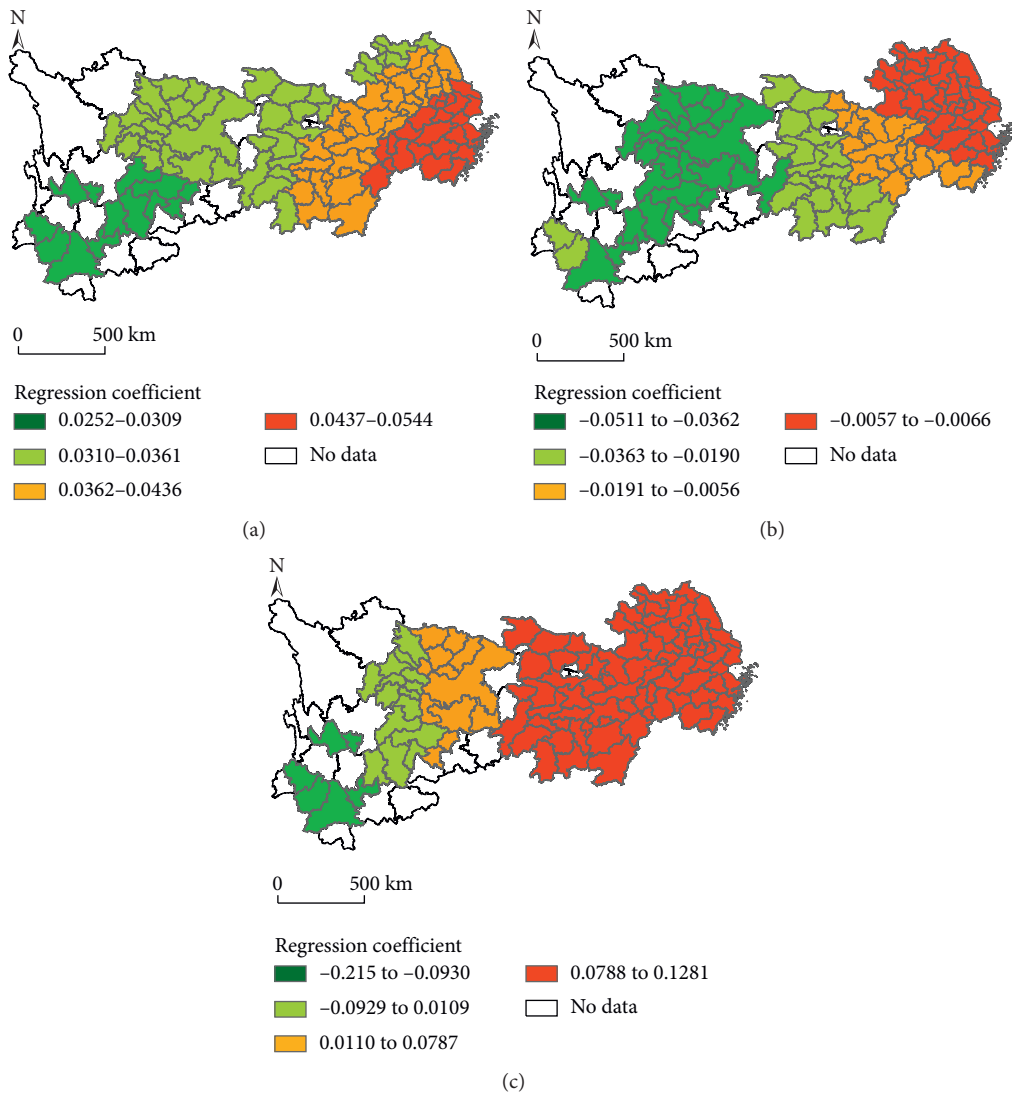 N
0 500 km
Regression coefficient
0.0252–0.0309
0.0310–0.0361
0.0362–0.0436
0.0437–0.0544
No data
(a)
N
0 500 km
Regression coefficient
–0.0511 to –0.0362
–0.0363 to –0.0190
–0.0191 to –0.0056
–0.0057 to –0.0066
No data
(b)
N
0 500 km
Regression coefficient
–0.215 to –0.0930
–0.0929 to 0.0109
0.0110 to 0.0787
0.0788 to 0.1281
No data
(c)